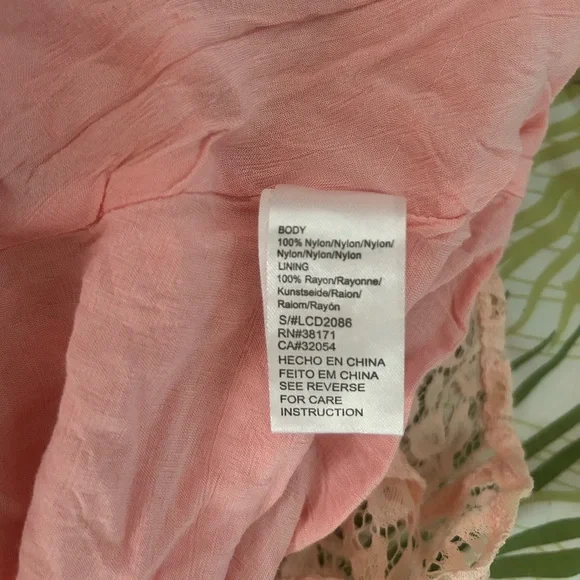 BODY
100% Nylon/Nylon/Nylon/
Nylon/Nylon/Nylon
LINING
100% Rayon/Rayonne/
Kunstseide/Raion/
Raiom/Rayón
S/#LCD2086
RN#38171
CA#32054
HECHO EN CHINA
FEITO EM CHINA
SEE REVERSE
FOR CARE
INSTRUCTION